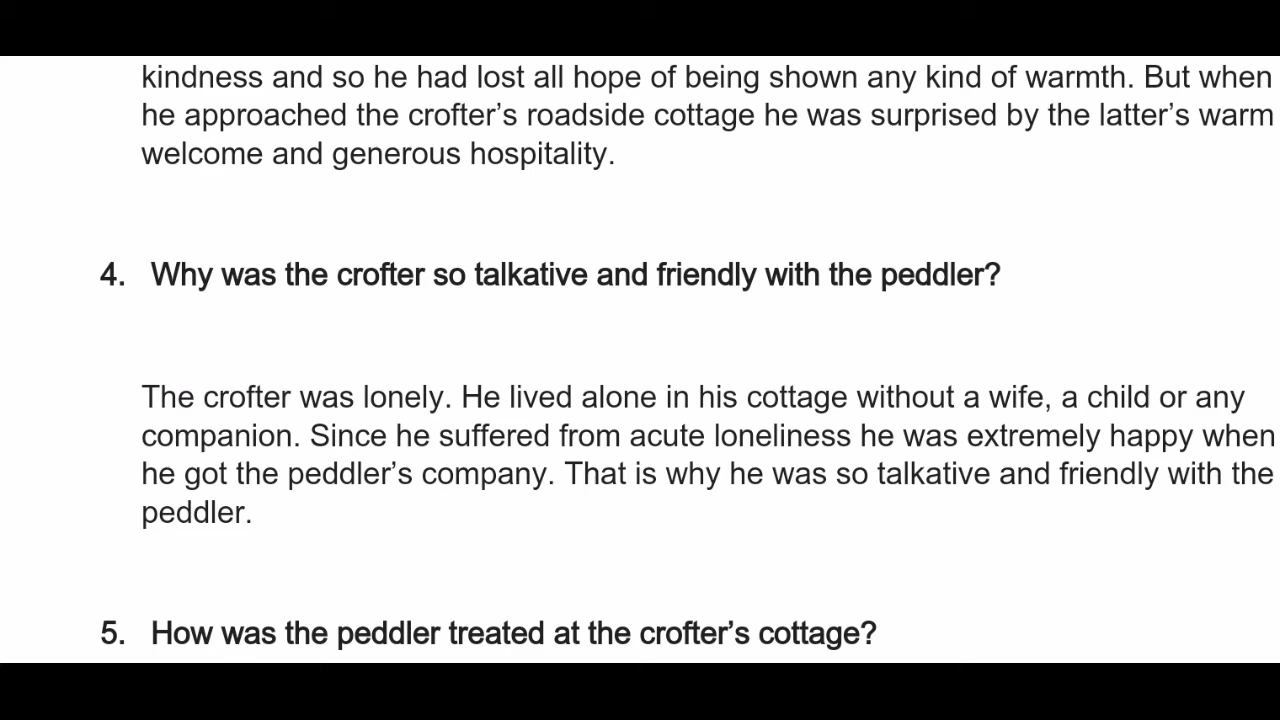 kindness and so he had lost all hope of being shown any kind of warmth. But when
he approached the crofter’s roadside cottage he was surprised by the latter’s warm
welcome and generous hospitality.
4. Why was the crofter so talkative and friendly with the peddler?
The crofter was lonely. He lived alone in his cottage without a wife, a child or any
companion. Since he suffered from acute loneliness he was extremely happy when
he got the peddler’s company. That is why he was so talkative and friendly with the
peddler.
5. How was the peddler treated at the crofter’s cottage?